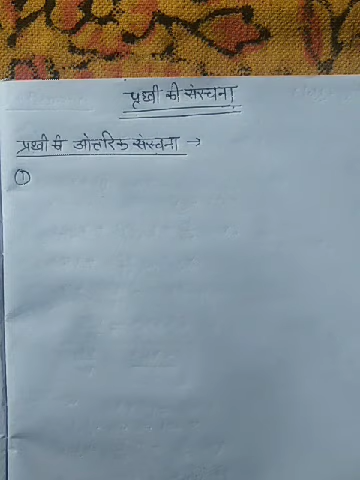 पृथ्वी की संरचना
पृथ्वी में आंतरिक संरचना →
①